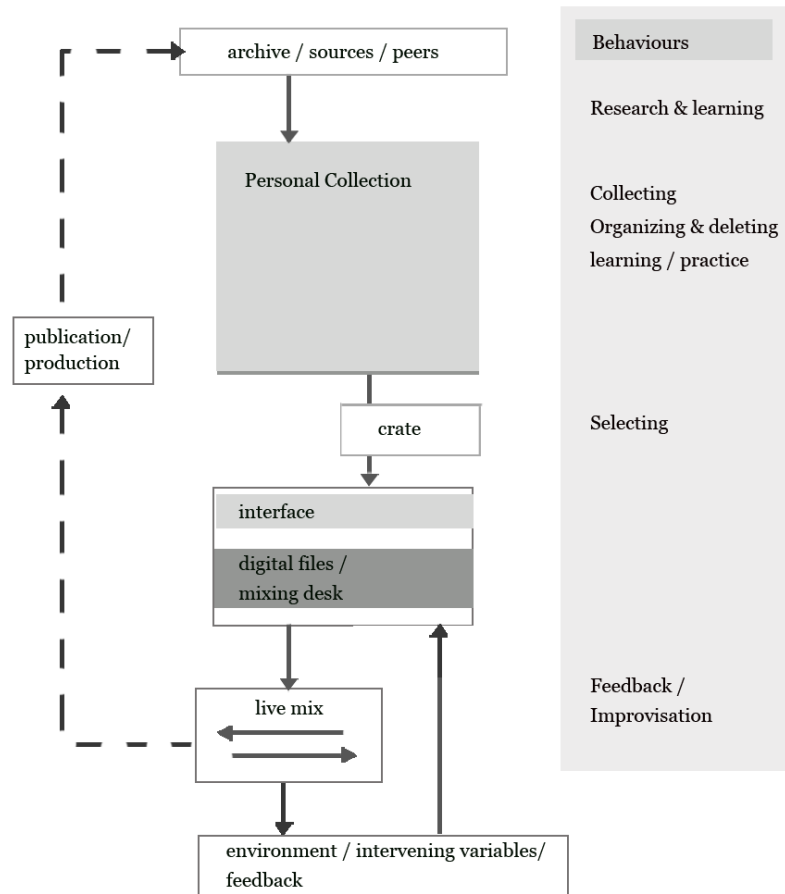 archive / sources / peers
Personal Collection
publication/
production
crate
interface
digital files /
mixing desk
live mix
environment / intervening variables/
feedback
Behaviours
Research & learning
Collecting
Organizing & deleting
learning / practice
Selecting
Feedback /
Improvisation